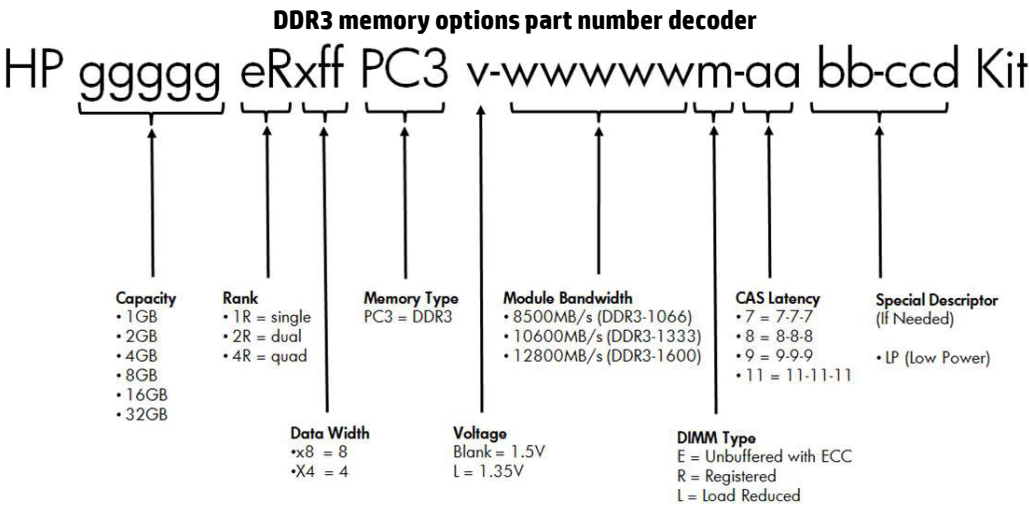 DDR3 memory options part number decoder
HP ggggg eRxff PC3 v-wwwwwm-aa bb-ccd Kit
Capacity
• 1GB
• 2GB
• 4GB
• 8GB
• 16GB
• 32GB
Rank
• 1R = single
• 2R = dual
• 4R = quad
Memory Type
PC3 = DDR3
Module Bandwidth
• 8500MB/s (DDR3-1066)
• 10600MB/s (DDR3-1333)
• 12800MB/s (DDR3-1600)
CAS Latency
• 7 = 7-7-7
• 8 = 8-8-8
• 9 = 9-9-9
• 11 = 11-11-11
Special Descriptor
(If Needed)
• LP (Low Power)
Data Width
•x8 = 8
•X4 = 4
Voltage
Blank = 1.5V
L = 1.35V
DIMM Type
E = Unbuffered with ECC
R = Registered
L = Load Reduced